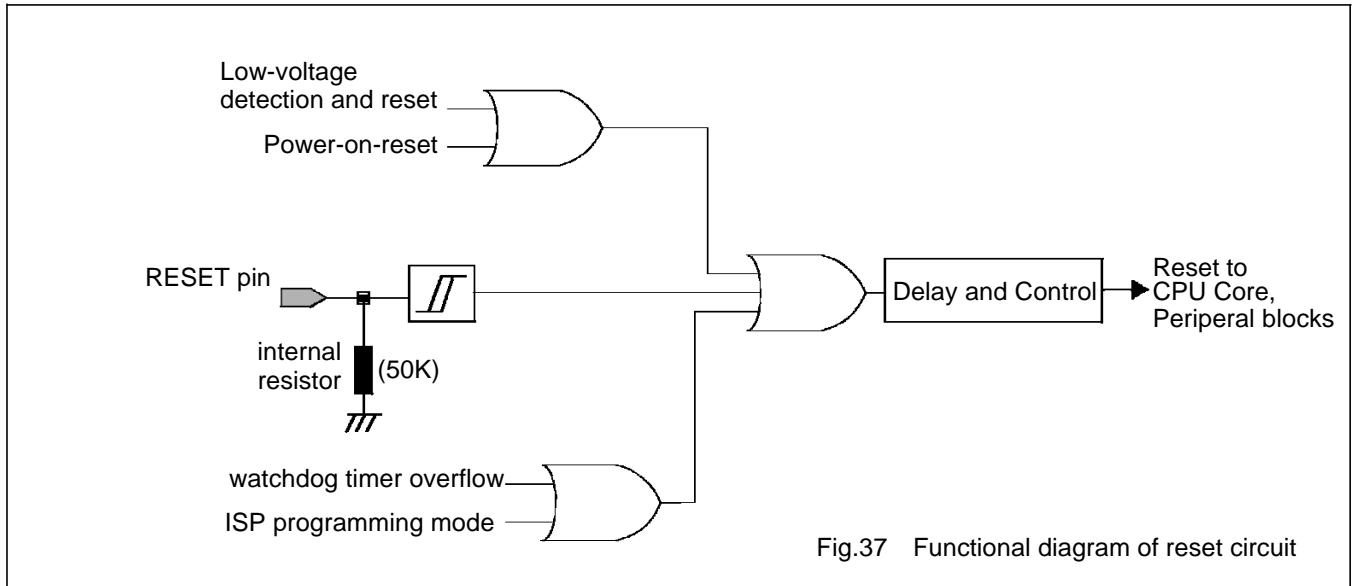 Low-voltage
detection and reset
Power-on-reset
RESET pin
internal
resistor
(50K)
watchdog timer overflow
ISP programming mode
Delay and Control
Reset to
CPU Core,
Periperal blocks
Fig.37 Functional diagram of reset circuit